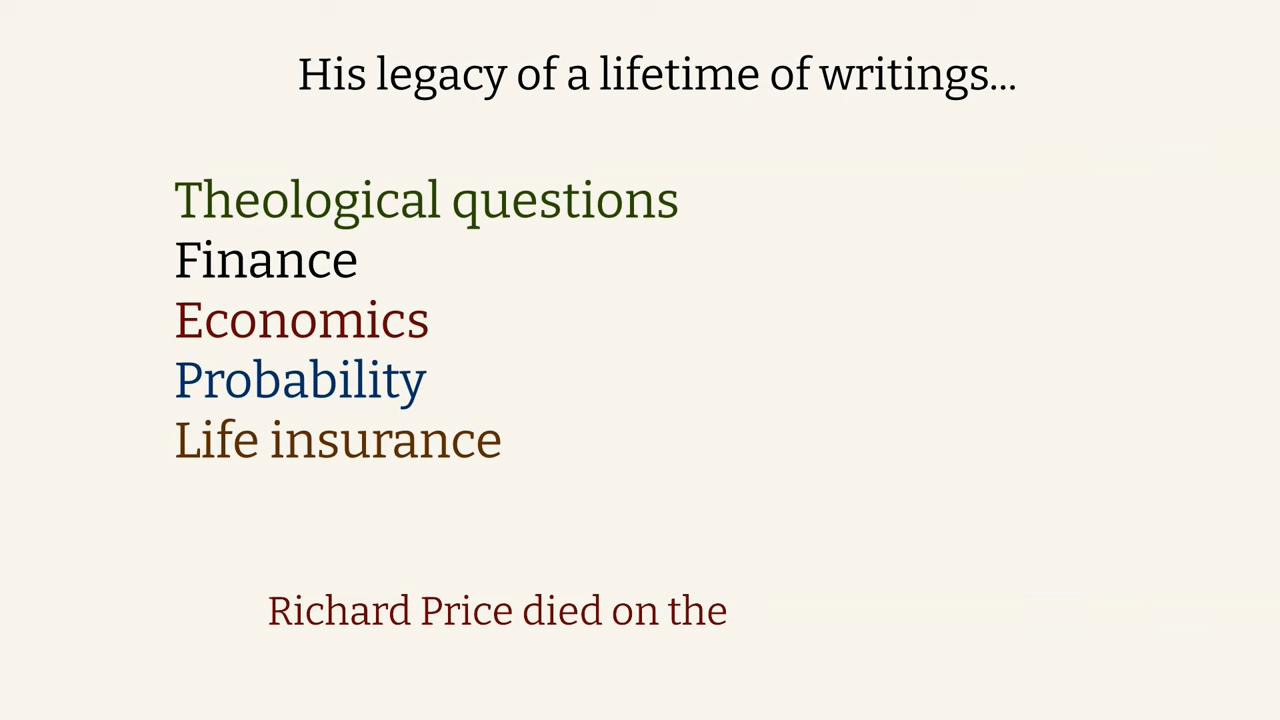 His legacy of a lifetime of writings...
Theological questions
Finance
Economics
Probability
Life insurance
Richard Price died on the